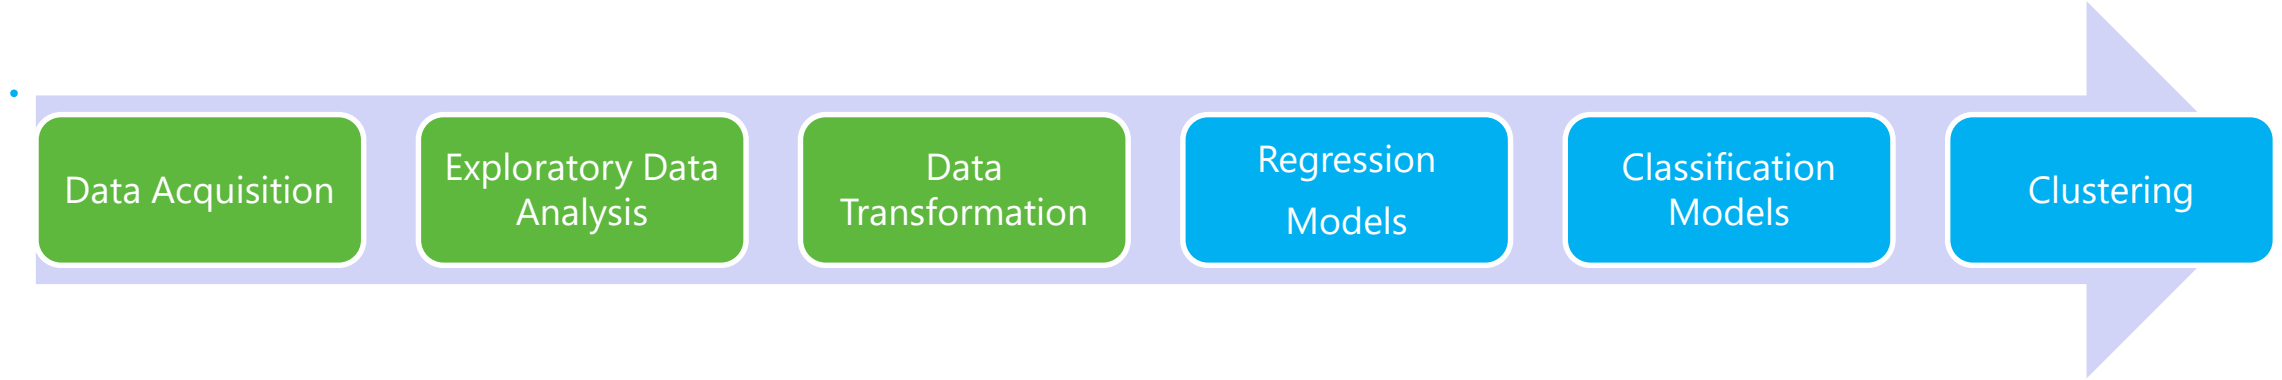 Data Acquisition
Exploratory Data
Analysis
Data
Transformation
Regression
Models
Classification
Models
Clustering